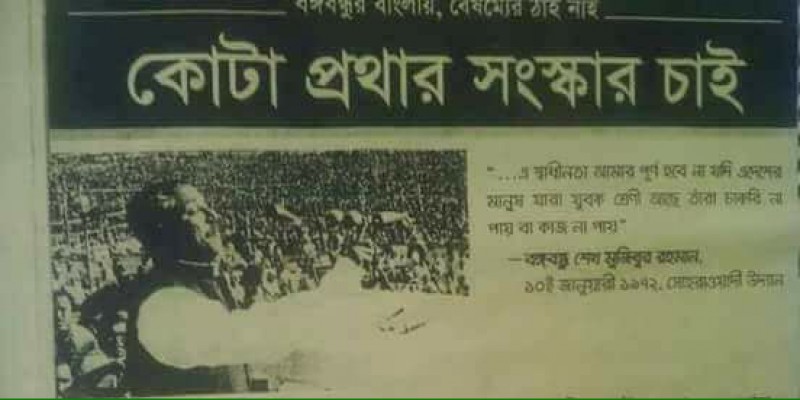 বঙ্গবন্ধুর বাংলায়, বৈষম্যের ঠাঁই নাই
কোটা প্রথার সংস্কার চাই
"...এ স্বাধীনতা আমার পূর্ণ হবে না যদি এদেশের
মানুষ যারা যুবক শ্রেণী আছে তাঁরা চাকরি না
পায় বা কাজ না পায়"
—বঙ্গবন্ধু শেখ মুজিবুর রহমান,
১০ই জানুয়ারী ১৯৭২, সোহরাওয়ার্দী উদ্যান